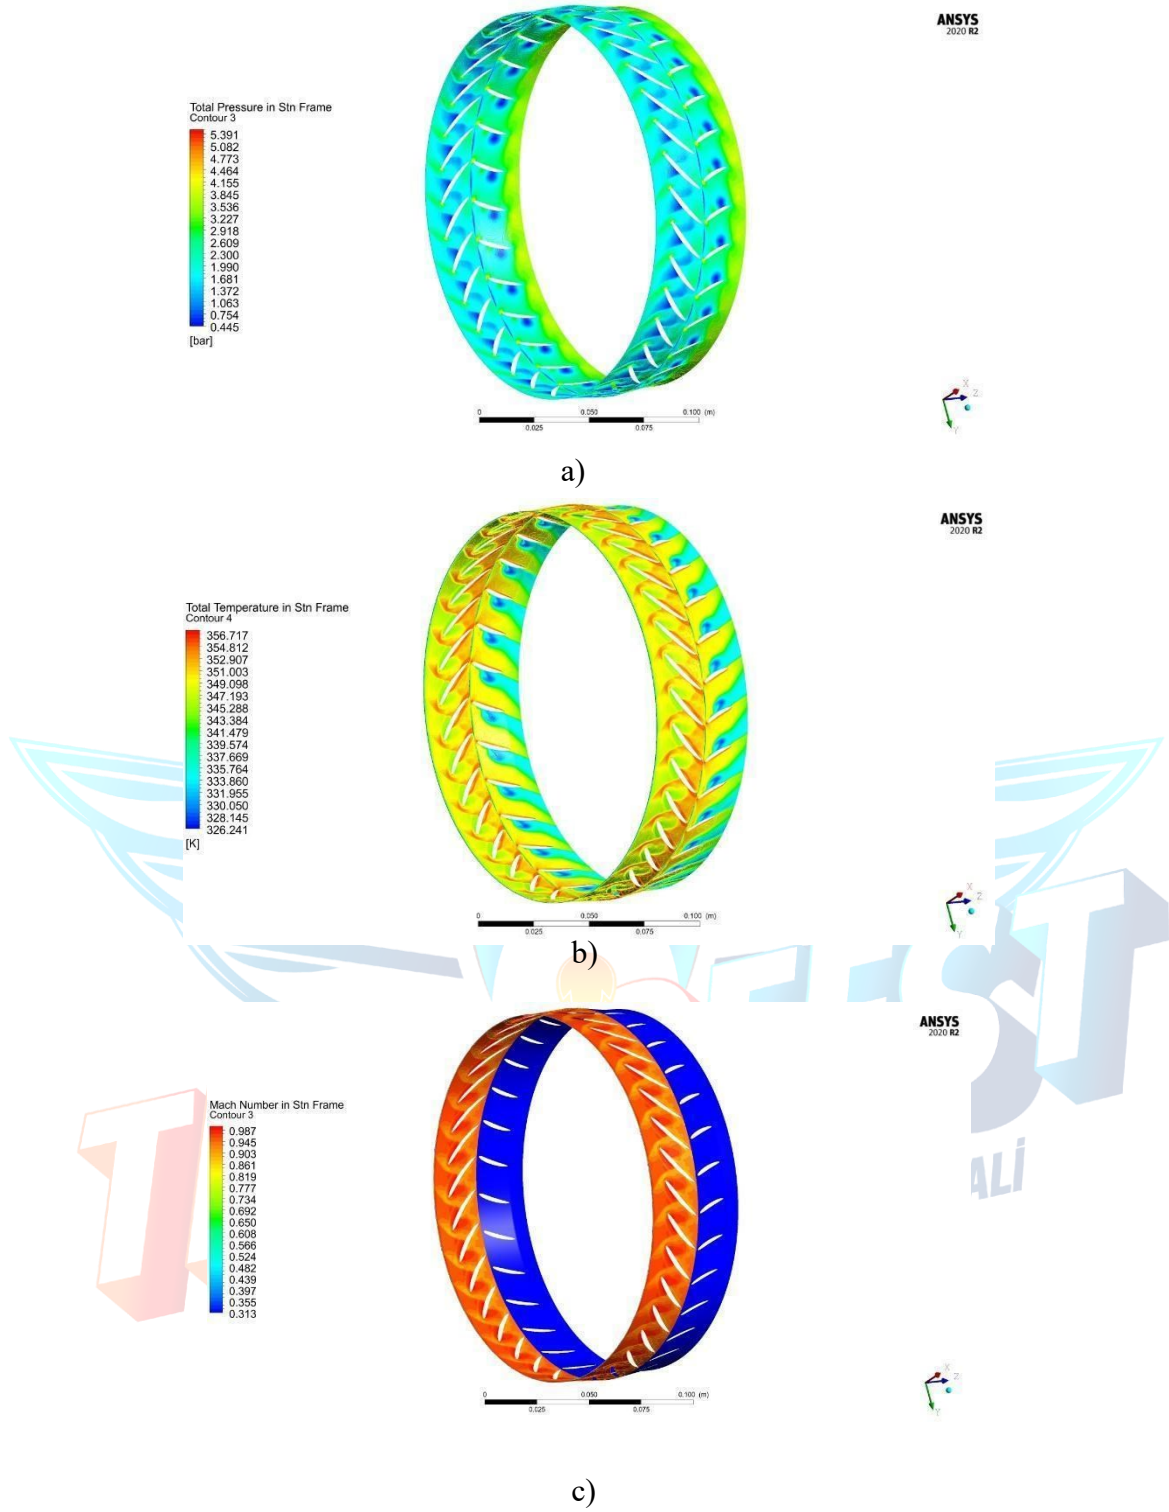 ANSYS
2020 R2
Total Pressure in Stn Frame
Contour 3
5.391
5.082
4.773
4.464
4.155
3.845
3.536
3.227
2.918
2.609
2.300
1.990
1.681
1.372
1.063
0.754
0.445
[bar]
0 0.050 0.100 (m)
0.025 0.075
X
Z
Y
a)
ANSYS
2020 R2
Total Temperature in Stn Frame
Contour 4
356.717
354.812
352.907
351.003
349.098
347.193
345.288
343.384
341.479
339.574
337.669
335.764
333.860
331.955
330.050
328.145
326.241
[K]
0 0.050 0.100 (m)
0.025 0.075
X
Z
Y
b)
ANSYS
2020 R2
Mach Number in Stn Frame
Contour 3
0.987
0.945
0.903
0.861
0.819
0.777
0.734
0.692
0.650
0.608
0.566
0.524
0.482
0.439
0.397
0.355
0.313
ALİ
0 0.050 0.100 (m)
0.025 0.075
X
Z
Y
c)